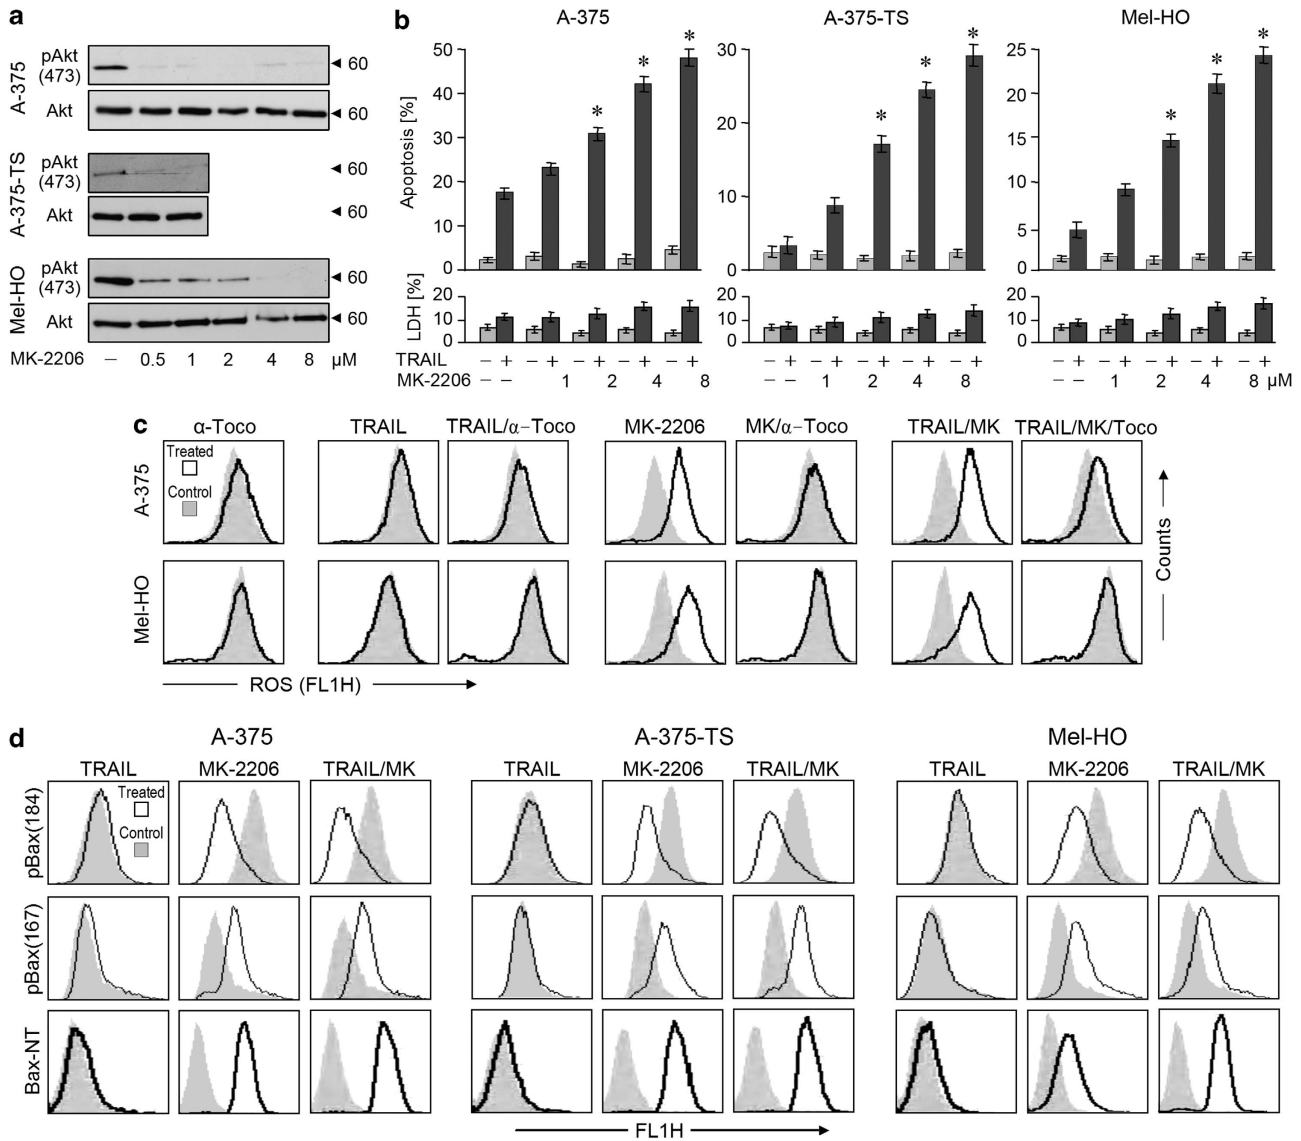 a
A-375
pAkt
(473)
60
Akt
60
A-375-TS
pAkt
(473)
60
Akt
60
Mel-HO
pAkt
(473)
60
Akt
60
MK-2206 – 0.5 1 2 4 8 µM
b
A-375 A-375-TS Mel-HO
Apoptosis [%]
50
40
30
20
10
0
* * *
30
20
10
0
* * *
25
20
15
10
5
0
* * *
LDH [%]
20
10
0
20
10
0
20
10
0
TRAIL – + – + – + – + – + – + – + – + – + – + – + – + – + – + – +
MK-2206 – – 1 2 4 8 – – 1 2 4 8 – – 1 2 4 8 µM
c
α-Toco TRAIL TRAIL/α–Toco MK-2206 MK/α–Toco TRAIL/MK TRAIL/MK/Toco
A-375
Treated
Control
Mel-HO
Counts
ROS (FL1H)
d
A-375 A-375-TS Mel-HO
TRAIL MK-2206 TRAIL/MK TRAIL MK-2206 TRAIL/MK TRAIL MK-2206 TRAIL/MK
pBax(184)
Treated
Control
pBax(167)
Bax-NT
FL1H